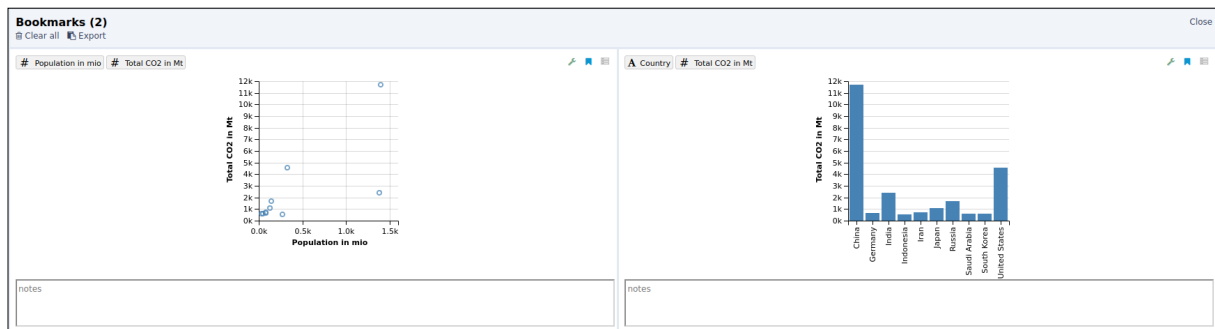 Bookmarks (2)
Close
Clear all Export
# Population in mio # Total CO2 in Mt
12k
11k
10k
9k
8k
7k
6k
5k
4k
3k
2k
1k
0k
Total CO2 in Mt
0.0k 0.5k 1.0k 1.5k
Population in mio
notes
A Country # Total CO2 in Mt
12k
11k
10k
9k
8k
7k
6k
5k
4k
3k
2k
1k
0k
Total CO2 in Mt
China
Germany
India
Indonesia
Iran
Japan
Russia
Saudi Arabia
South Korea
United States
notes